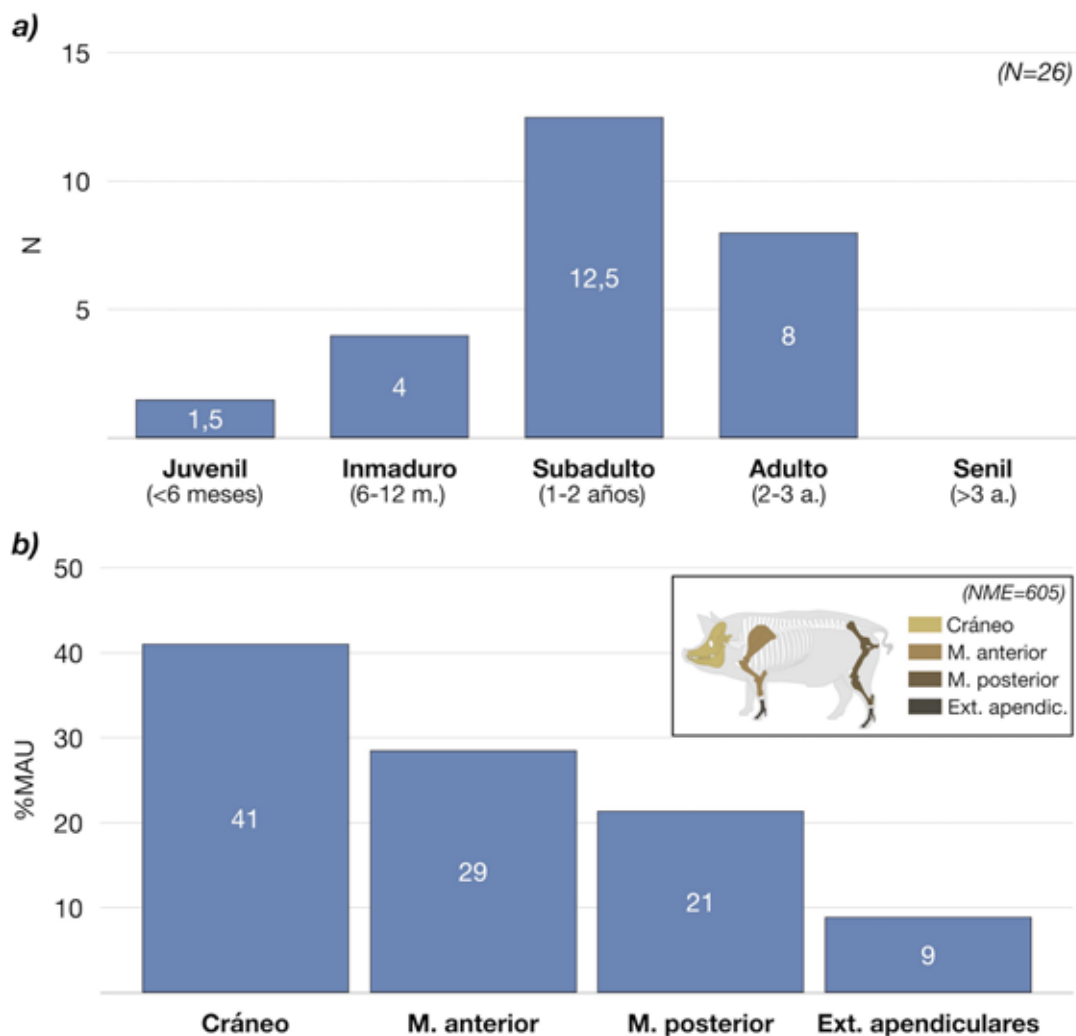 a)
15
(N=26)
10
N
12,5
5
8
4
1,5
Juvenil Inmaduro Subadulto Adulto Senil
(<6 meses) (6-12 m.) (1-2 años) (2-3 a.) (>3 a.)
b)
50
(NME=605)
Cráneo
M. anterior
M. posterior
Ext. apendic.
40
30
%MAU
41
20
29
21
10
9
Cráneo M. anterior M. posterior Ext. apendiculares